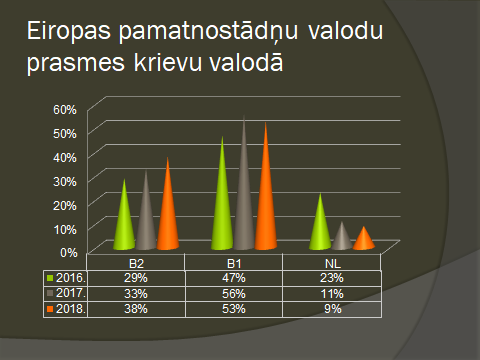 Eiropas pamatnostādņu valodu
prasmes krievu valodā
60%
50%
40%
30%
20%
10%
0%
B2 B1 NL
2016. 29% 47% 23%
2017. 33% 56% 11%
2018. 38% 53% 9%